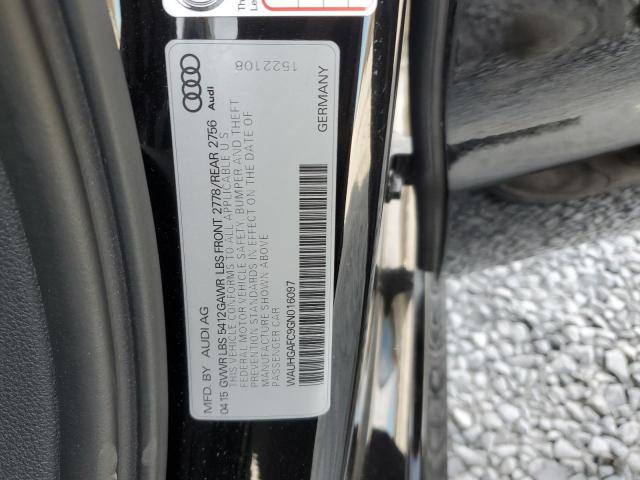 MFD. BY AUDI AG
Audi
04 15 GVWR LBS 5412 GAWR LBS FRONT 2778/REAR 2756
THIS VEHICLE CONFORMS TO ALL APPLICABLE U S
FEDERAL MOTOR VEHICLE SAFETY, BUMPER AND THEFT
PREVENTION STANDARDS IN EFFECT ON THE DATE OF
MANUFACTURE SHOWN ABOVE
PASSENGER CAR
1522108
WAUHGAFC9GN016097
GERMANY